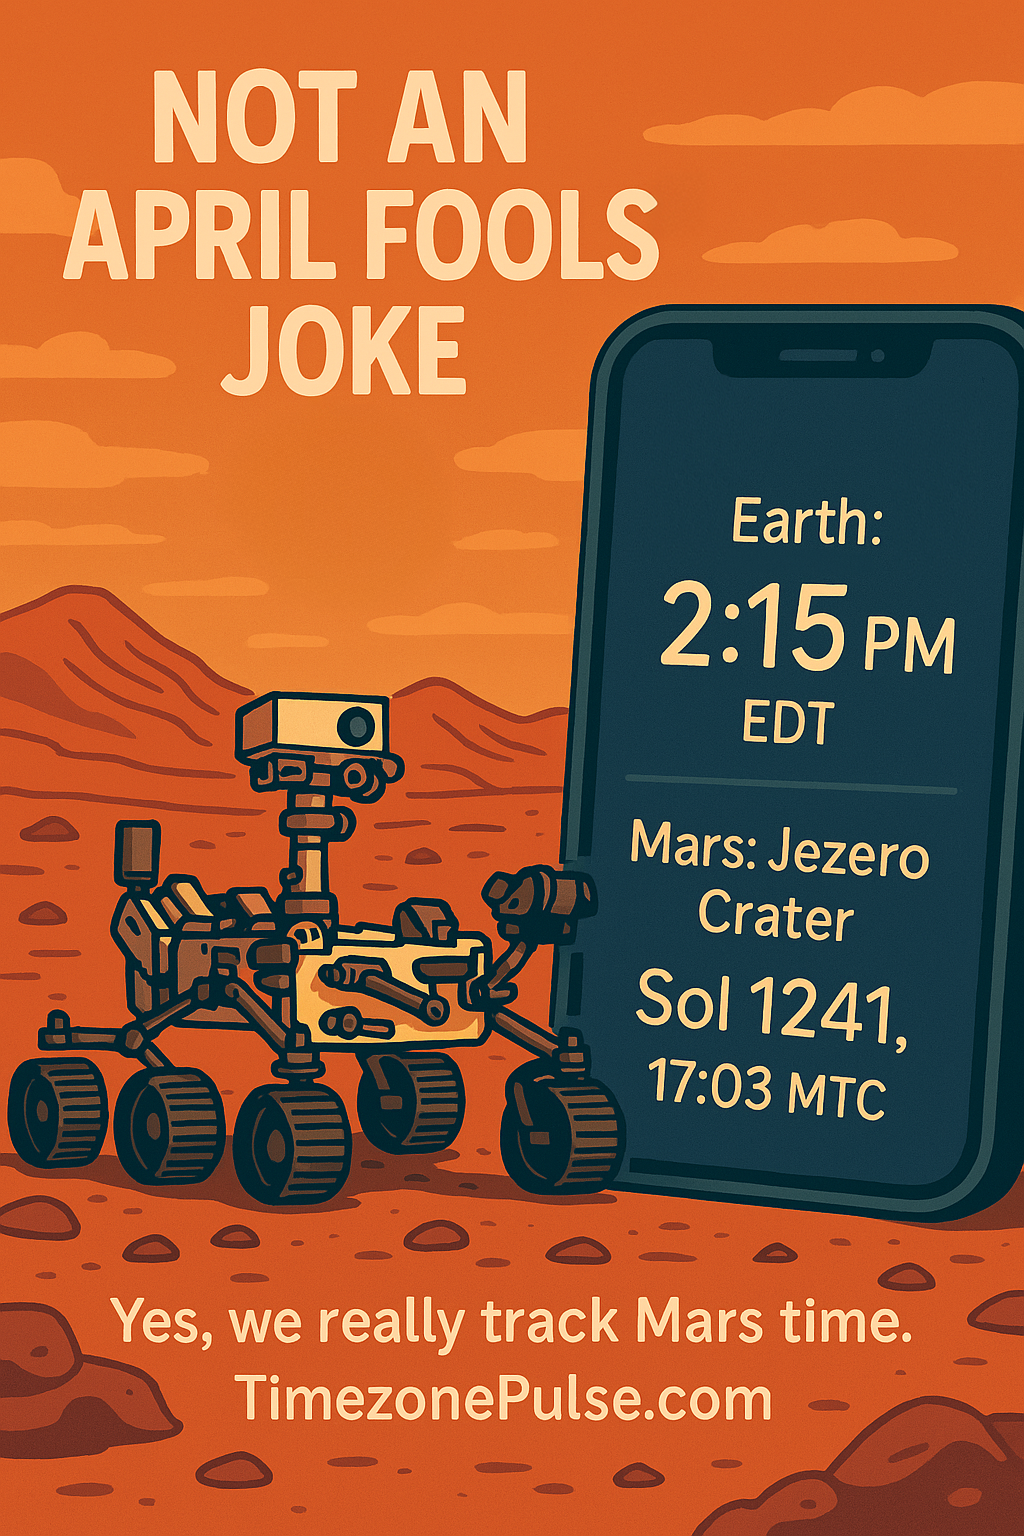 NOT AN
APRIL FOOLS
JOKE
Earth:
2:15 PM
EDT
Mars: Jezero
Crater
Sol 1241,
17:03 MTC
Yes, we really track Mars time.
TimezonePulse.com